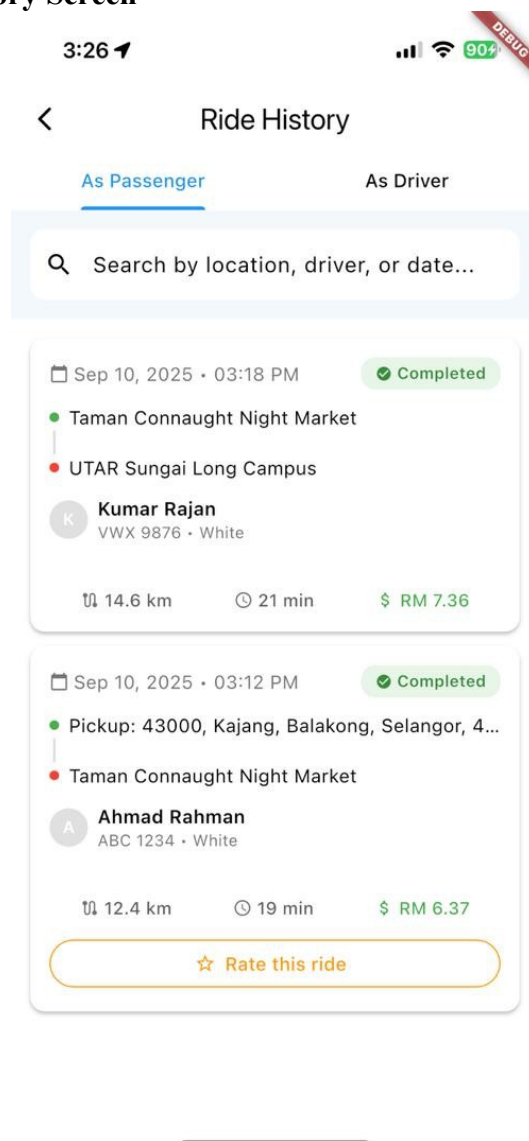 ory Screen
3:26
90
DEBUG
Ride History
As Passenger
As Driver
Search by location, driver, or date...
Sep 10, 2025 • 03:18 PM
Completed
Taman Connaught Night Market
UTAR Sungai Long Campus
K
Kumar Rajan
VWX 9876 • White
14.6 km
21 min
$ RM 7.36
Sep 10, 2025 • 03:12 PM
Completed
Pickup: 43000, Kajang, Balakong, Selangor, 4...
Taman Connaught Night Market
A
Ahmad Rahman
ABC 1234 • White
12.4 km
19 min
$ RM 6.37
Rate this ride